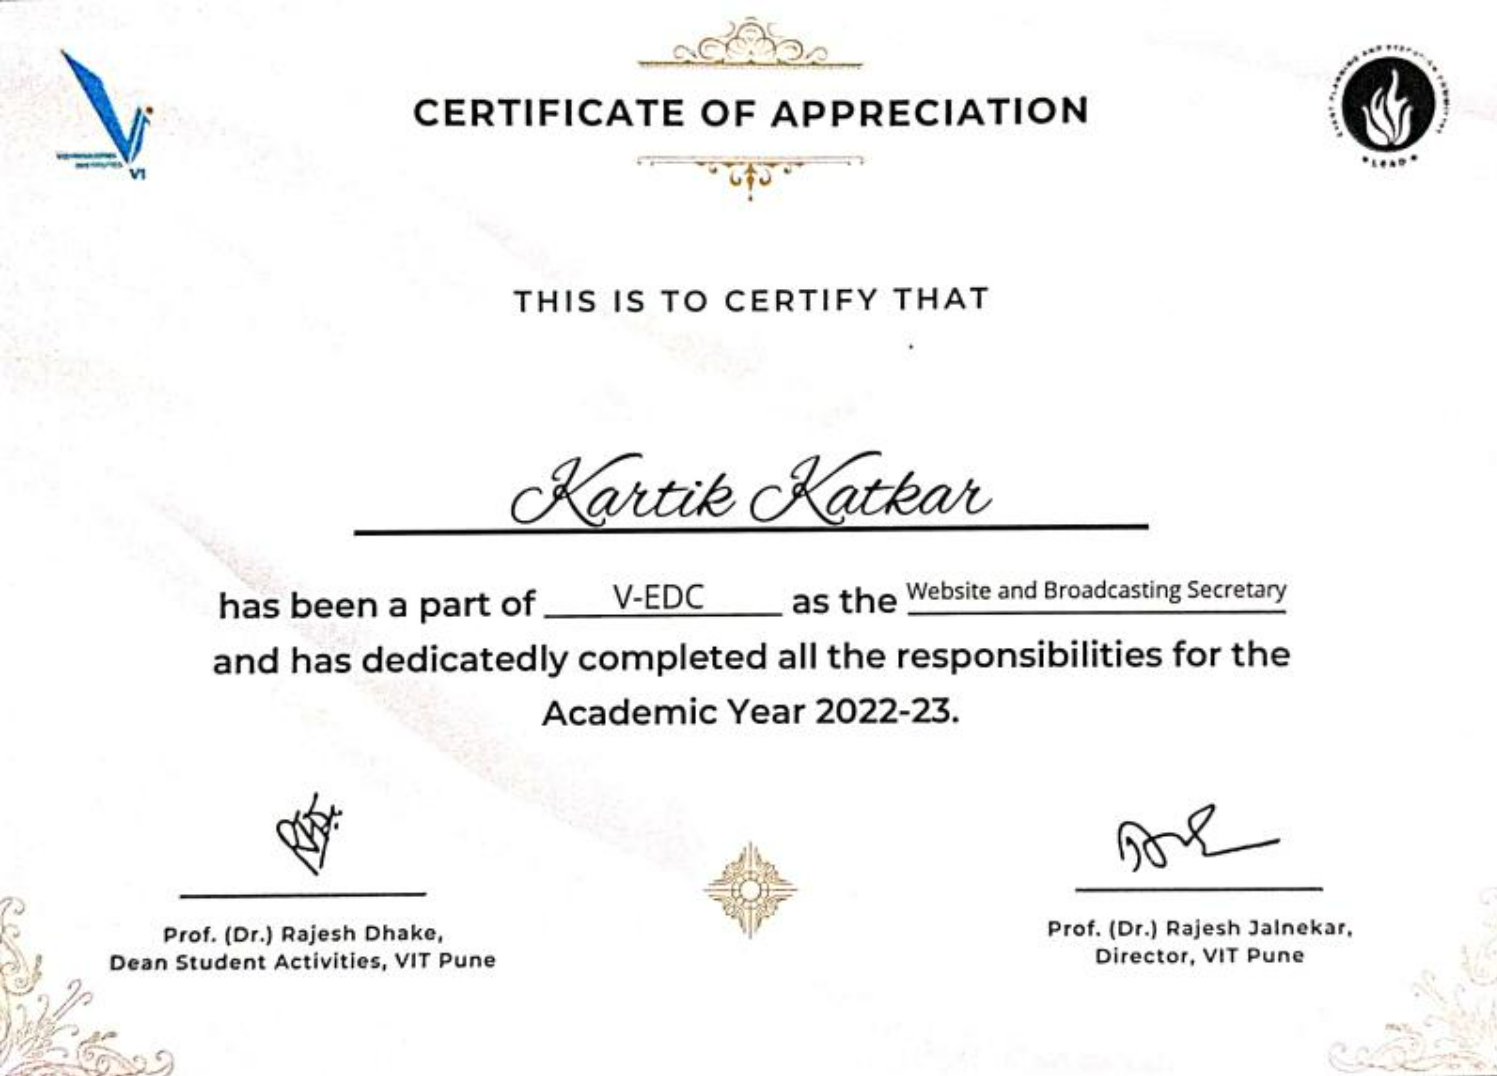 CERTIFICATE OF APPRECIATION
VI
LEAD
THIS IS TO CERTIFY THAT
Kartik Katkar
has been a part of V-EDC as the Website and Broadcasting Secretary
and has dedicatedly completed all the responsibilities for the
Academic Year 2022-23.
Prof. (Dr.) Rajesh Dhake,
Dean Student Activities, VIT Pune
Prof. (Dr.) Rajesh Jalnekar,
Director, VIT Pune